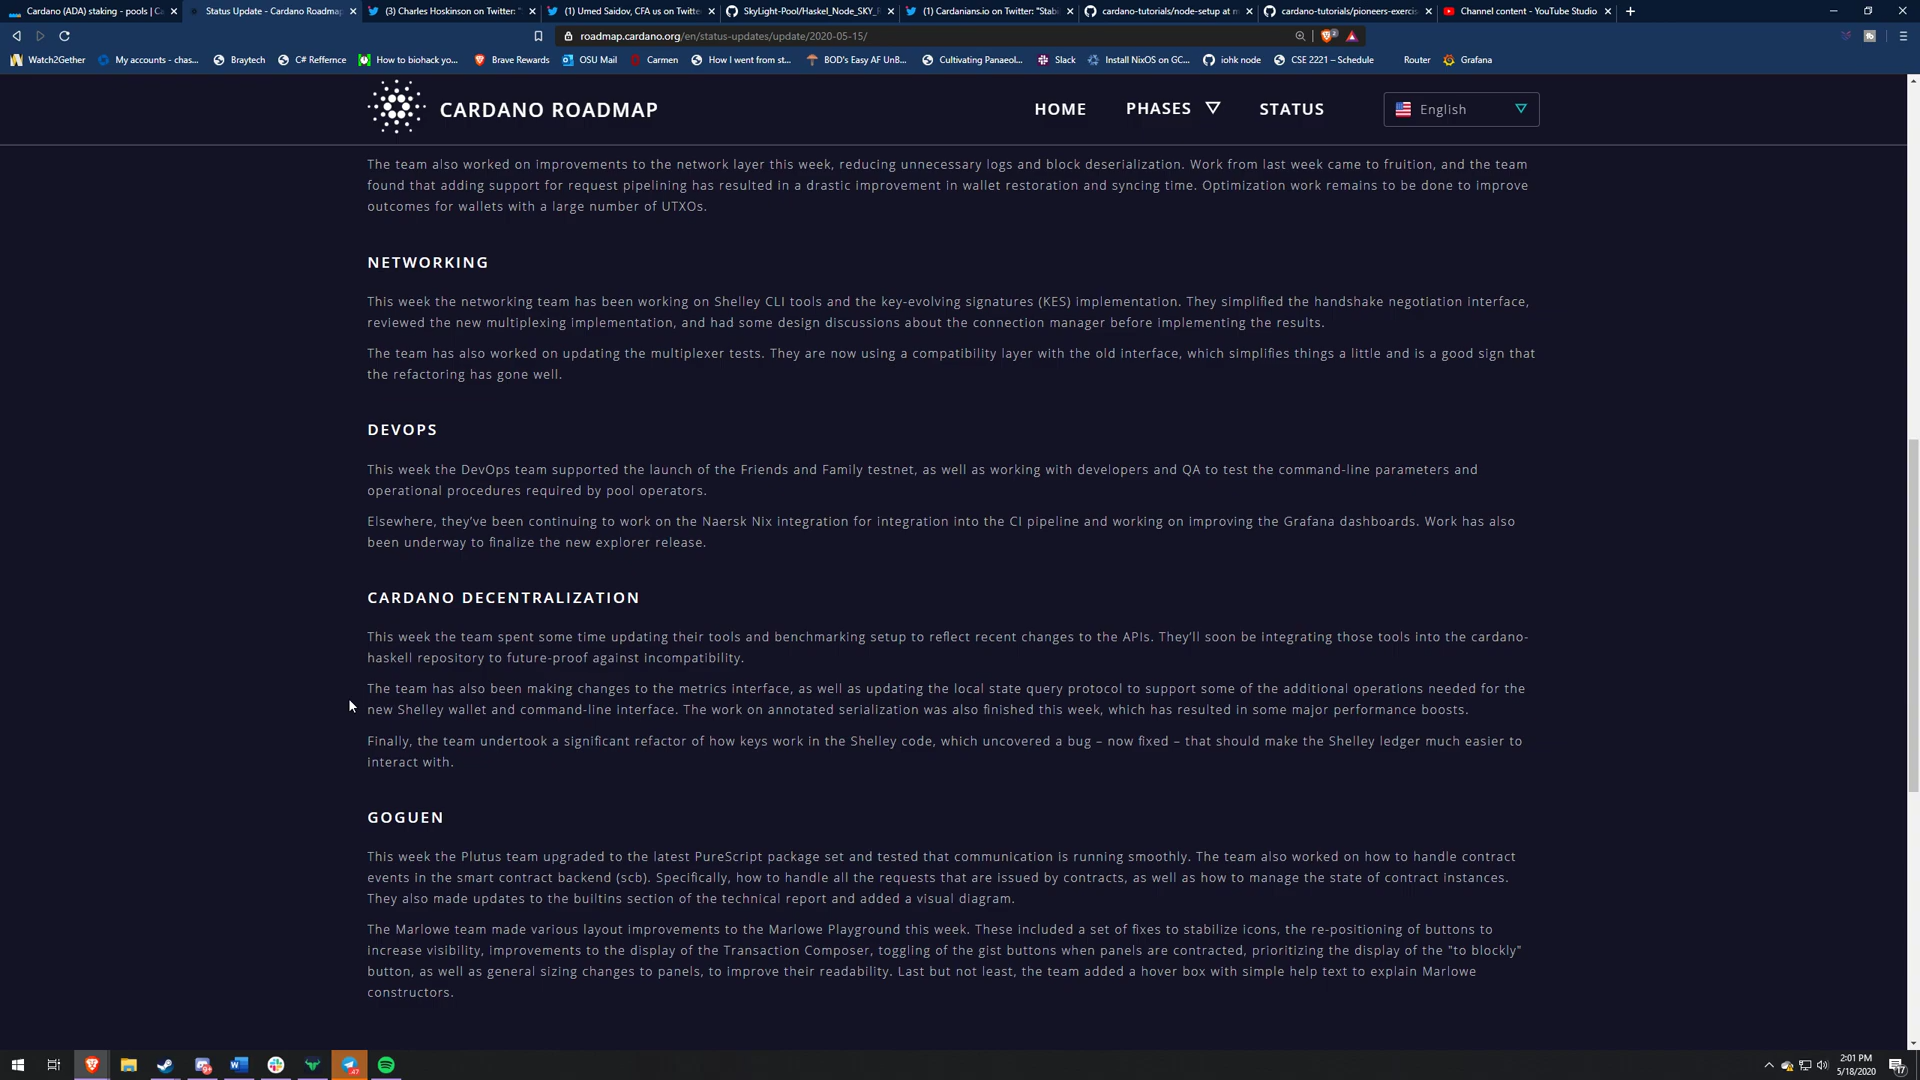 Cardano (ADA) staking - pools | C
Status Update - Cardano Roadmap
(3) Charles Hoskinson on Twitter: "
(1) Umed Saidov, CFA us on Twitte
SkyLight-Pool/Haskel_Node_SKY_
(1) Cardanians.io on Twitter: "Stab
cardano-tutorials/node-setup at m
cardano-tutorials/pioneers-exercis
Channel content - YouTube Studio
roadmap.cardano.org/en/status-updates/update/2020-05-15/
Watch2Gether
My accounts - chas...
Braytech
C# Reffernce
How to biohack yo...
Brave Rewards
OSU Mail
Carmen
How I went from st...
BOD's Easy AF UnB...
Cultivating Panaeol...
Slack
Install NixOS on GC...
iohk node
CSE 2221 – Schedule
Router
Grafana
CARDANO ROADMAP
HOME
PHASES
STATUS
English
The team also worked on improvements to the network layer this week, reducing unnecessary logs and block deserialization. Work from last week came to fruition, and the team
found that adding support for request pipelining has resulted in a drastic improvement in wallet restoration and syncing time. Optimization work remains to be done to improve
outcomes for wallets with a large number of UTXOs.
NETWORKING
This week the networking team has been working on Shelley CLI tools and the key-evolving signatures (KES) implementation. They simplified the handshake negotiation interface,
reviewed the new multiplexing implementation, and had some design discussions about the connection manager before implementing the results.
The team has also worked on updating the multiplexer tests. They are now using a compatibility layer with the old interface, which simplifies things a little and is a good sign that
the refactoring has gone well.
DEVOPS
This week the DevOps team supported the launch of the Friends and Family testnet, as well as working with developers and QA to test the command-line parameters and
operational procedures required by pool operators.
Elsewhere, they've been continuing to work on the Naersk Nix integration for integration into the CI pipeline and working on improving the Grafana dashboards. Work has also
been underway to finalize the new explorer release.
CARDANO DECENTRALIZATION
This week the team spent some time updating their tools and benchmarking setup to reflect recent changes to the APIs. They'll soon be integrating those tools into the cardano-
haskell repository to future-proof against incompatibility.
The team has also been making changes to the metrics interface, as well as updating the local state query protocol to support some of the additional operations needed for the
new Shelley wallet and command-line interface. The work on annotated serialization was also finished this week, which has resulted in some major performance boosts.
Finally, the team undertook a significant refactor of how keys work in the Shelley code, which uncovered a bug – now fixed – that should make the Shelley ledger much easier to
interact with.
GOGUEN
This week the Plutus team upgraded to the latest PureScript package set and tested that communication is running smoothly. The team also worked on how to handle contract
events in the smart contract backend (scb). Specifically, how to handle all the requests that are issued by contracts, as well as how to manage the state of contract instances.
They also made updates to the builtins section of the technical report and added a visual diagram.
The Marlowe team made various layout improvements to the Marlowe Playground this week. These included a set of fixes to stabilize icons, the re-positioning of buttons to
increase visibility, improvements to the display of the Transaction Composer, toggling of the gist buttons when panels are contracted, prioritizing the display of the "to blockly"
button, as well as general sizing changes to panels, to improve their readability. Last but not least, the team added a hover box with simple help text to explain Marlowe
constructors.
2:01 PM
5/18/2020